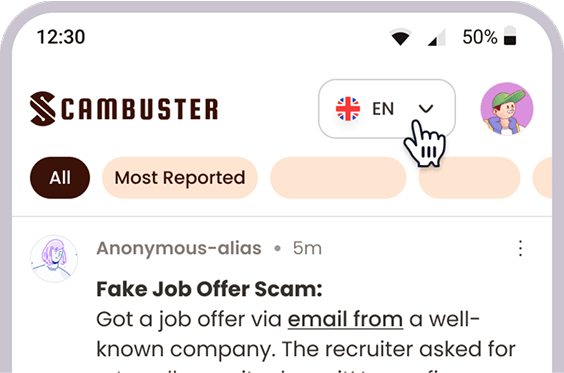 12:30
50%
SCAMBUSTER
EN
All
Most Reported
Anonymous-alias • 5m
Fake Job Offer Scam:
Got a job offer via email from a well-
known company. The recruiter asked for